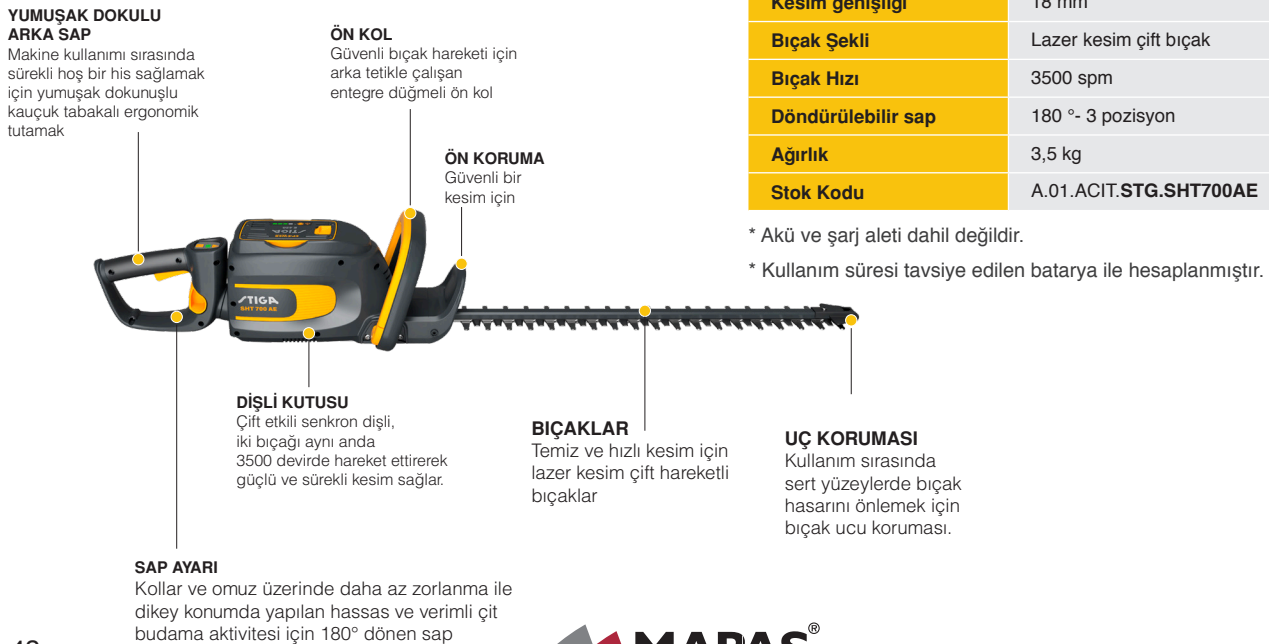 YUMUŞAK DOKULU
ARKA SAP
Makine kullanımı sırasında
sürekli hoş bir his sağlamak
için yumuşak dokunuşlu
kauçuk tabakalı ergonomik
tutamak
ÖN KOL
Güvenli bıçak hareketi için
arka tetikle çalışan
entegre düğmeli ön kol
ÖN KORUMA
Güvenli bir
kesim için
Kesim genişliği 18 mm
Bıçak Şekli Lazer kesim çift bıçak
Bıçak Hızı 3500 spm
Döndürülebilir sap 180 °- 3 pozisyon
Ağırlık 3,5 kg
Stok Kodu A.01.ACIT.STG.SHT700AE
* Akü ve şarj aleti dahil değildir.
* Kullanım süresi tavsiye edilen batarya ile hesaplanmıştır.
STIGA
STIGA
SHT 700 AE
DİŞLİ KUTUSU
Çift etkili senkron dişli,
iki bıçağı aynı anda
3500 devirde hareket ettirerek
güçlü ve sürekli kesim sağlar.
BIÇAKLAR
Temiz ve hızlı kesim için
lazer kesim çift hareketli
bıçaklar
UÇ KORUMASI
Kullanım sırasında
sert yüzeylerde bıçak
hasarını önlemek için
bıçak ucu koruması.
SAP AYARI
Kollar ve omuz üzerinde daha az zorlanma ile
dikey konumda yapılan hassas ve verimli çit
budama aktivitesi için 180° dönen sap
MAPAS®